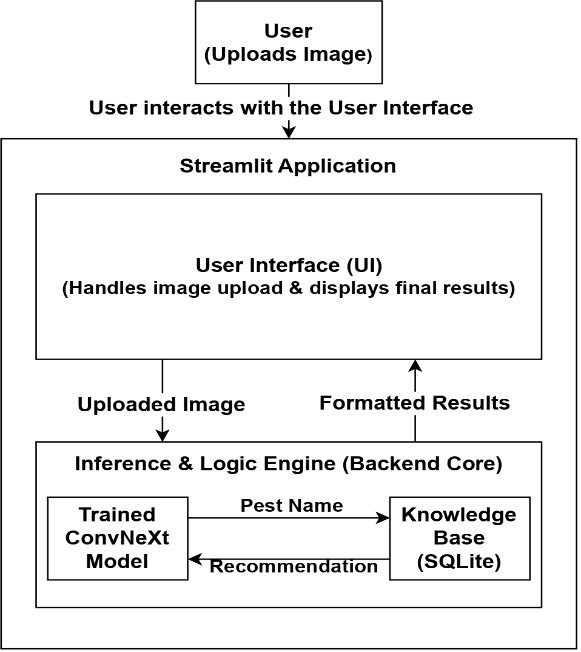 User
(Uploads Image)
User interacts with the User Interface
Streamlit Application
User Interface (UI)
(Handles image upload & displays final results)
Uploaded Image
Formatted Results
Inference & Logic Engine (Backend Core)
Trained
ConvNeXt
Model
Pest Name
Recommendation
Knowledge
Base
(SQLite)